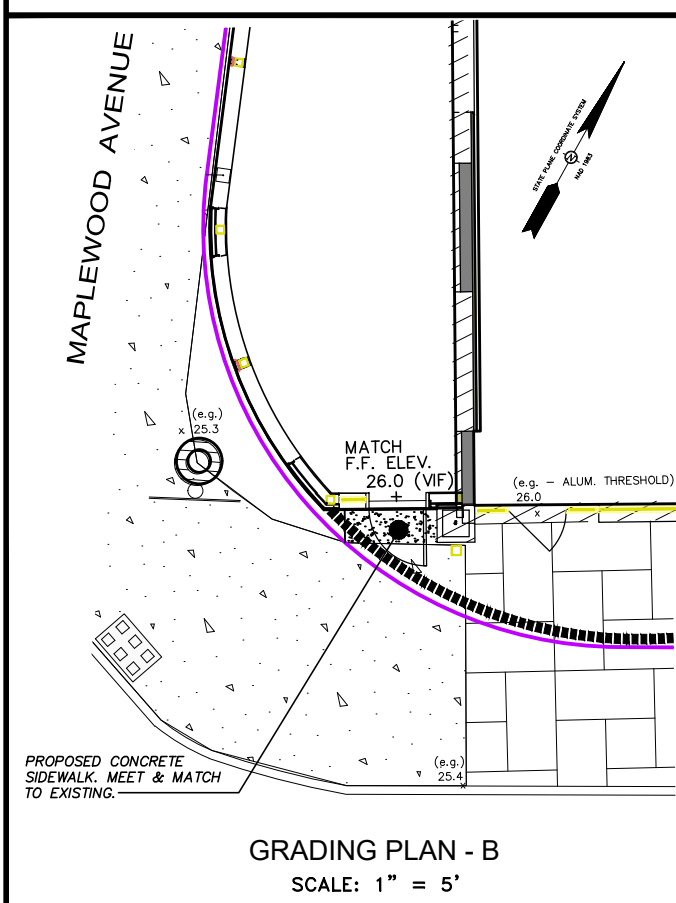 MAPLEWOOD AVENUE
STATE PLANE COORDINATE SYSTEM
N
NAD 1983
(e.g.)
x 25.3
MATCH
F.F. ELEV.
26.0 (VIF)
(e.g. - ALUM. THRESHOLD)
26.0
x
PROPOSED CONCRETE
SIDEWALK. MEET & MATCH
TO EXISTING.
(e.g.)
25.4
x
GRADING PLAN - B
SCALE: 1" = 5'